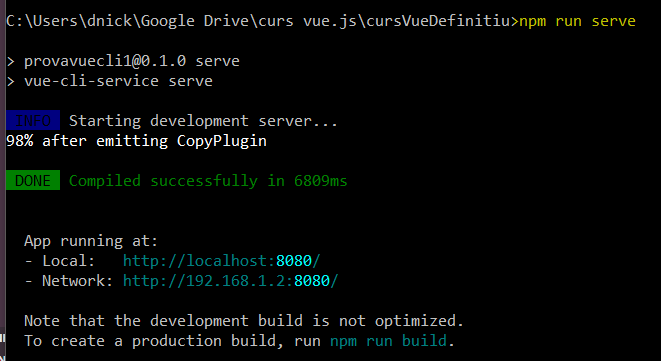 C:\Users\dnick\Google Drive\curs vue.js\cursVueDefinitiu>npm run serve
> provavuecli1@0.1.0 serve
> vue-cli-service serve
INFO Starting development server...
98% after emitting CopyPlugin
DONE Compiled successfully in 6809ms
App running at:
- Local: http://localhost:8080/
- Network: http://192.168.1.2:8080/
Note that the development build is not optimized.
To create a production build, run npm run build.